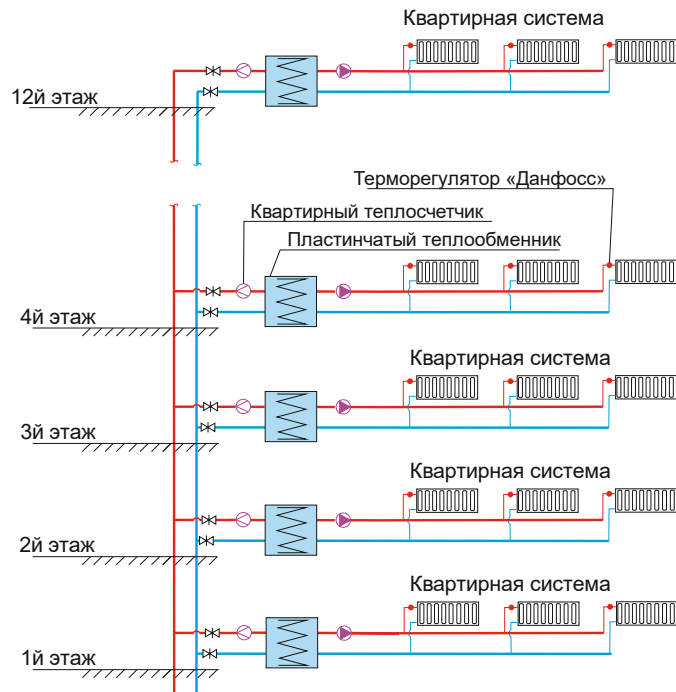 Квартирная система
12й этаж
Терморегулятор «Данфосс»
Квартирный теплосчетчик
Пластинчатый теплообменник
4й этаж
Квартирная система
3й этаж
Квартирная система
2й этаж
Квартирная система
1й этаж